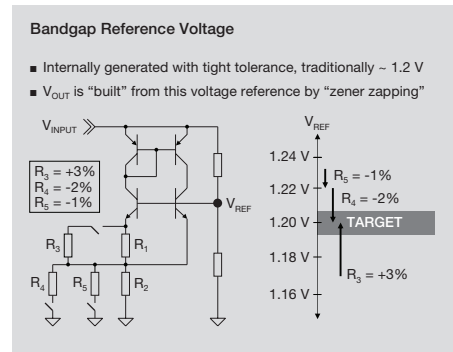 Bandgap Reference Voltage
■ Internally generated with tight tolerance, traditionally ~ 1.2 V
■ VOUT is “built” from this voltage reference by “zener zapping”
VINPUT
R3 = +3%
R4 = -2%
R5 = -1%
VREF
R3
R1
R4
R5
R2
VREF
1.24 V
R5 = -1%
1.22 V
R4 = -2%
1.20 V
TARGET
1.18 V
R3 = +3%
1.16 V